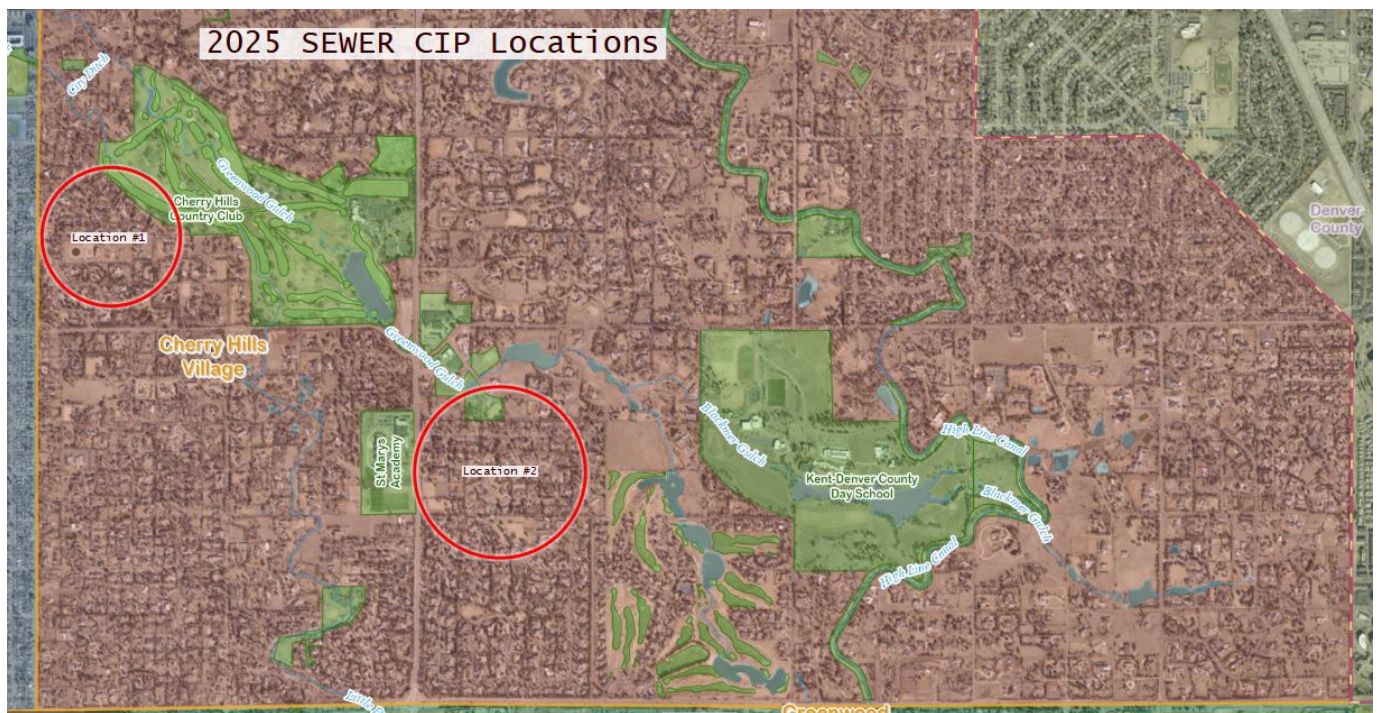 2025 SEWER CIP Locations
City Ditch
Greenwood Gulch
Cherry Hills
Country Club
Location #1
Denver
County
Cherry Hills
Village
Greenwood Gulch
St Marys
Academy
Location #2
Blackmer Gulch
High Line Canal
Kent-Denver County
Day School
Blackmer Gulch
High Line Canal
Little
Greenwood